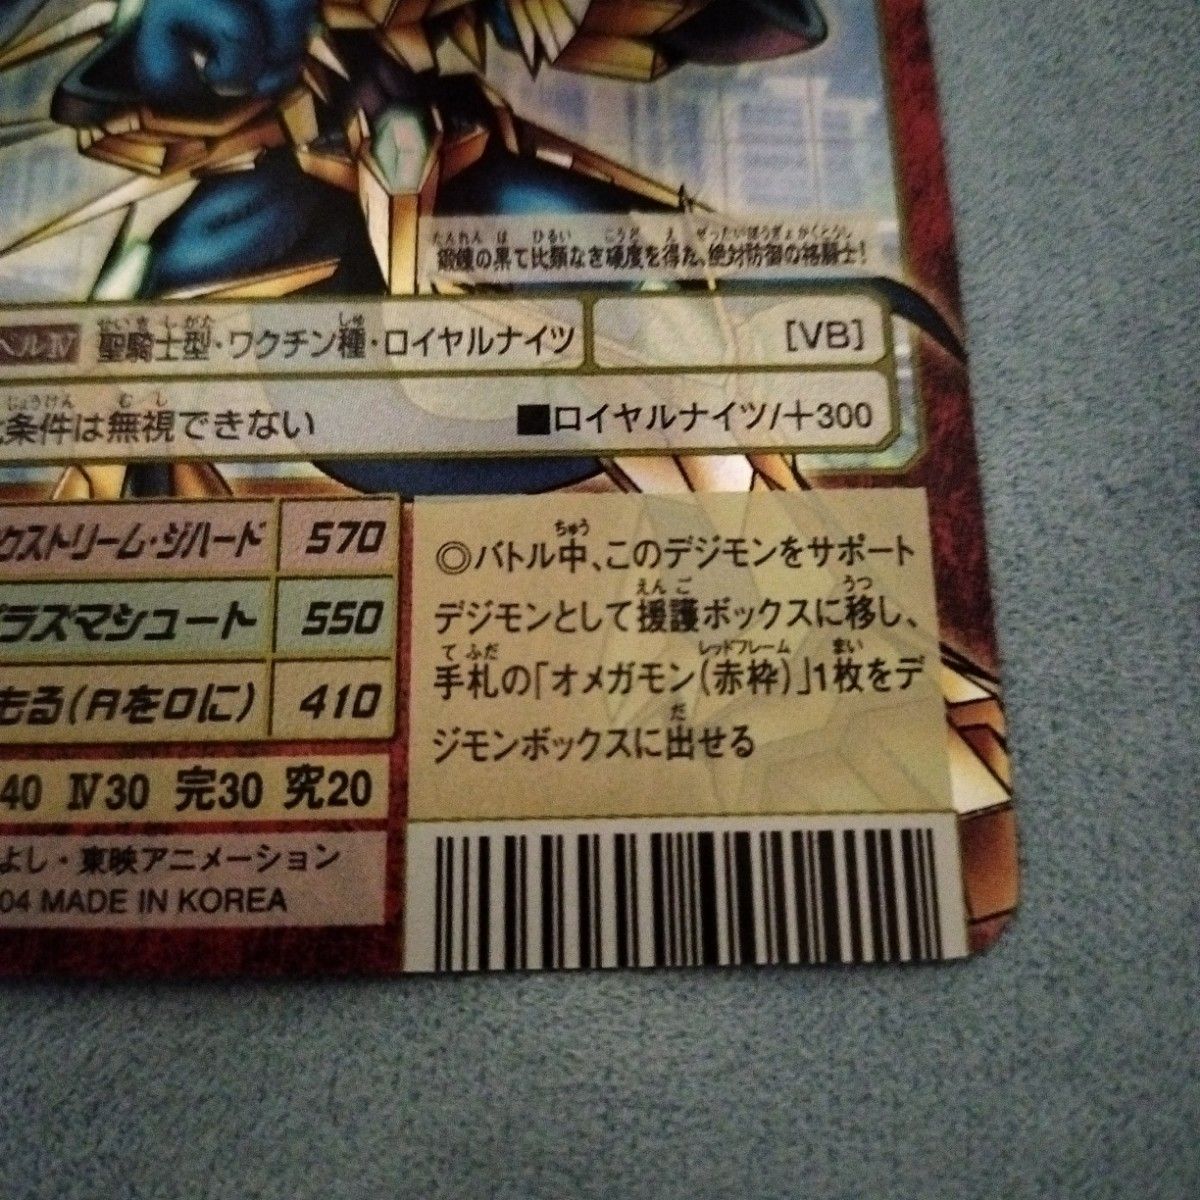 鍛錬の果て比類なき硬度を得た、絶対防御の格闘士!
ベルⅣ 聖騎士型・ワクチン種・ロイヤルナイツ [VB]
条件は無視できない ■ロイヤルナイツ/+300
クストリーム・ジハード 570
プラズマシュート 550
もる(AをDに) 410
40 Ⅳ30 完30 究20
よし・東映アニメーション
04 MADE IN KOREA
◎バトル中、このデジモンをサポート
デジモンとして援護ボックスに移し、
手札の「オメガモン(赤枠)」1枚をデ
ジモンボックスに出せる